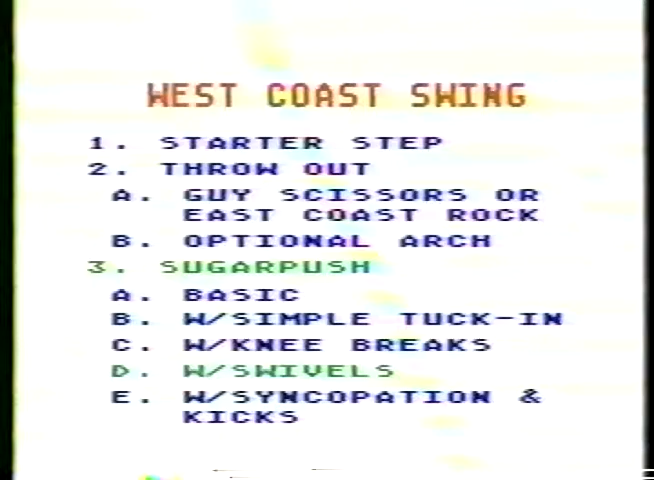 WEST COAST SWING
1. STARTER STEP
2. THROW OUT
A. GUY SCISSORS OR
EAST COAST ROCK
B. OPTIONAL ARCH
3. SUGARPUSH
A. BASIC
B. W/SIMPLE TUCK-IN
C. W/KNEE BREAKS
D. W/SWIVELS
E. W/SYNCOPATION &
KICKS